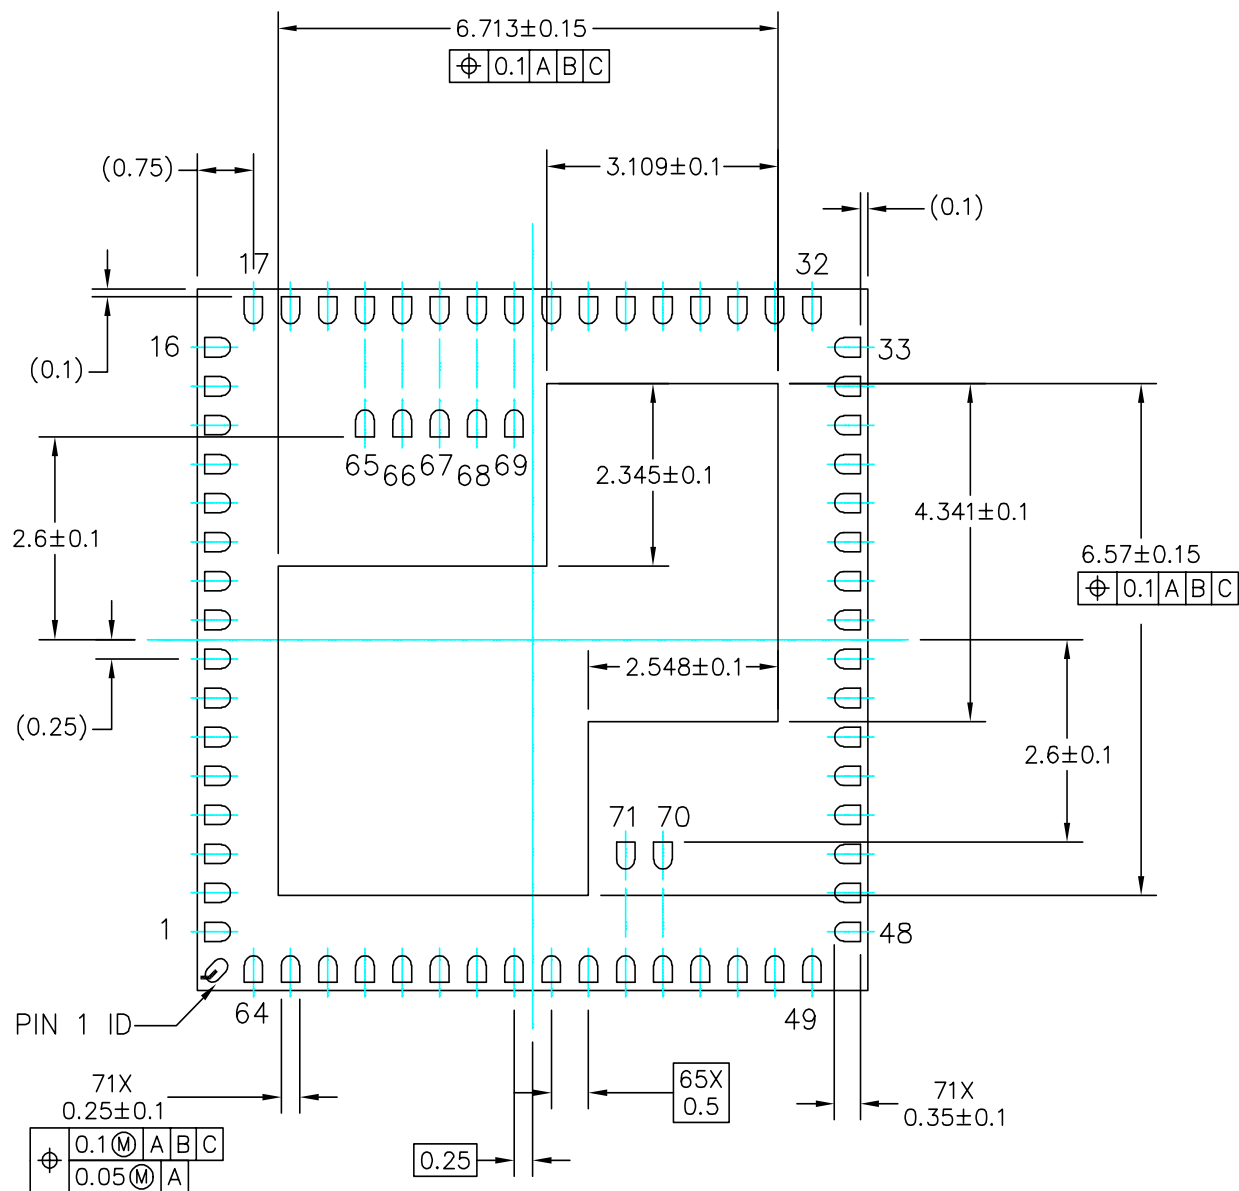 6.713±0.15
⌖ 0.1 A B C
(0.75)
3.109±0.1
(0.1)
17
32
16
33
(0.1)
65 66 67 68 69
2.345±0.1
4.341±0.1
2.6±0.1
6.57±0.15
⌖ 0.1 A B C
2.548±0.1
(0.25)
2.6±0.1
71 70
1
48
64
49
PIN 1 ID
71X
0.25±0.1
⌖ 0.1 Ⓜ A B C
0.05 Ⓜ A
65X
0.5
71X
0.35±0.1
0.25